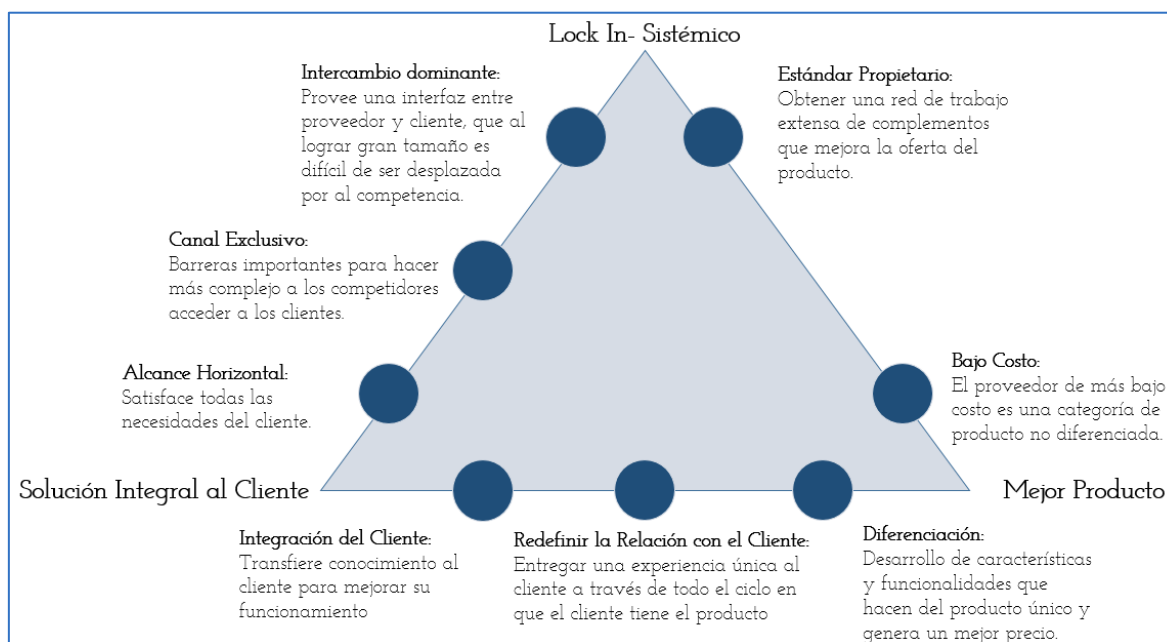 Lock In- Sistémico
Intercambio dominante:
Provee una interfaz entre
proveedor y cliente, que al
lograr gran tamaño es
difícil de ser desplazada
por al competencia.
Estándar Propietario:
Obtener una red de trabajo
extensa de complementos
que mejora la oferta del
producto.
Canal Exclusivo:
Barreras importantes para hacer
más complejo a los competidores
acceder a los clientes.
Alcance Horizontal:
Satisface todas las
necesidades del cliente.
Bajo Costo:
El proveedor de más bajo
costo es una categoría de
producto no diferenciada.
Solución Integral al Cliente
Mejor Producto
Integración del Cliente:
Transfiere conocimiento al
cliente para mejorar su
funcionamiento
Redefinir la Relación con el Cliente:
Entregar una experiencia única al
cliente a través de todo el ciclo en
que el cliente tiene el producto
Diferenciación:
Desarrollo de características
y funcionalidades que
hacen del producto único y
genera un mejor precio.